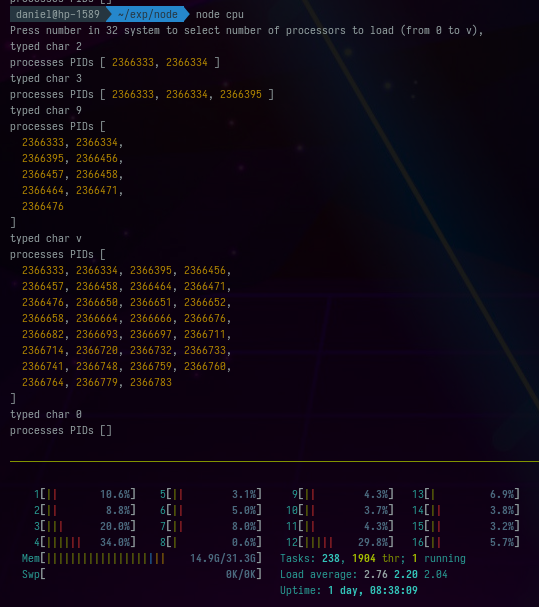 processes PIDs []
daniel@hp-1589 ~/exp/node node cpu
Press number in 32 system to select number of processors to load (from 0 to v),
typed char 2
processes PIDs [ 2366333, 2366334 ]
typed char 3
processes PIDs [ 2366333, 2366334, 2366395 ]
typed char 9
processes PIDs [
2366333, 2366334,
2366395, 2366456,
2366457, 2366458,
2366464, 2366471,
2366476
]
typed char v
processes PIDs [
2366333, 2366334, 2366395, 2366456,
2366457, 2366458, 2366464, 2366471,
2366476, 2366650, 2366651, 2366652,
2366658, 2366664, 2366666, 2366676,
2366682, 2366693, 2366697, 2366711,
2366714, 2366720, 2366732, 2366733,
2366741, 2366748, 2366759, 2366760,
2366764, 2366779, 2366783
]
typed char 0
processes PIDs []
1[|| 10.6%] 5[|| 3.1%] 9[|| 4.3%] 13[| 6.9%]
2[|| 8.8%] 6[|| 5.0%] 10[|| 3.7%] 14[|| 3.8%]
3[||| 20.0%] 7[|| 8.0%] 11[|| 4.3%] 15[|| 3.2%]
4[|||||| 34.0%] 8[| 0.6%] 12[||||| 29.8%] 16[|| 5.7%]
Mem[||||||||||||||||||||| 14.9G/31.3G] Tasks: 238, 1904 thr; 1 running
Swp[ 0K/0K] Load average: 2.76 2.20 2.04
Uptime: 1 day, 08:38:09